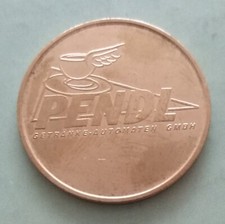 PENDL
GETRÄNKE-AUTOMATEN GMBH